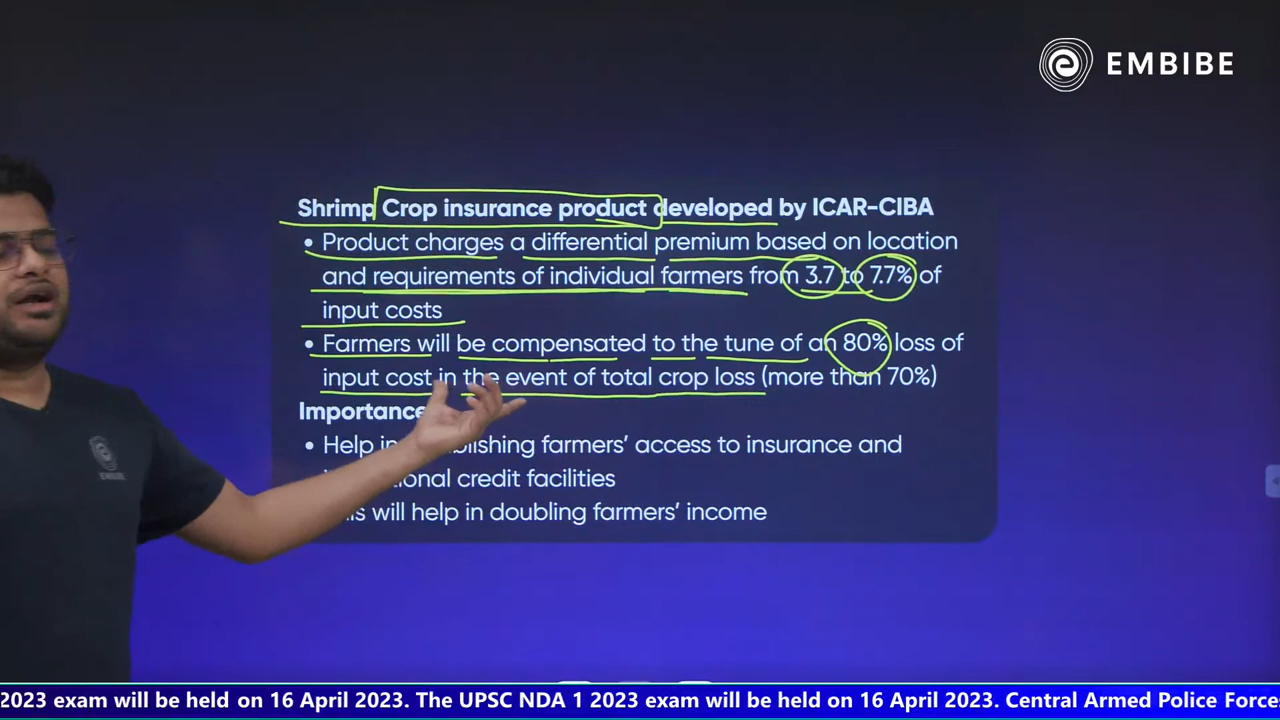 EMBIBE
Shrimp Crop insurance product developed by ICAR-CIBA
• Product charges a differential premium based on location
and requirements of individual farmers from 3.7 to 7.7% of
input costs
• Farmers will be compensated to the tune of an 80% loss of
input cost in the event of total crop loss (more than 70%)
Importance
• Help in farmers' access to insurance and
credit facilities
will help in doubling farmers' income
EMBIBE
2023 exam will be held on 16 April 2023. The UPSC NDA 1 2023 exam will be held on 16 April 2023. Central Armed Police Force